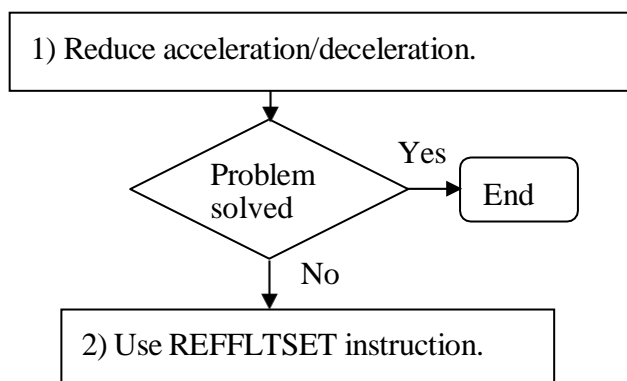 1) Reduce acceleration/deceleration.
Problem
solved
Yes
End
No
2) Use REFFLTSET instruction.